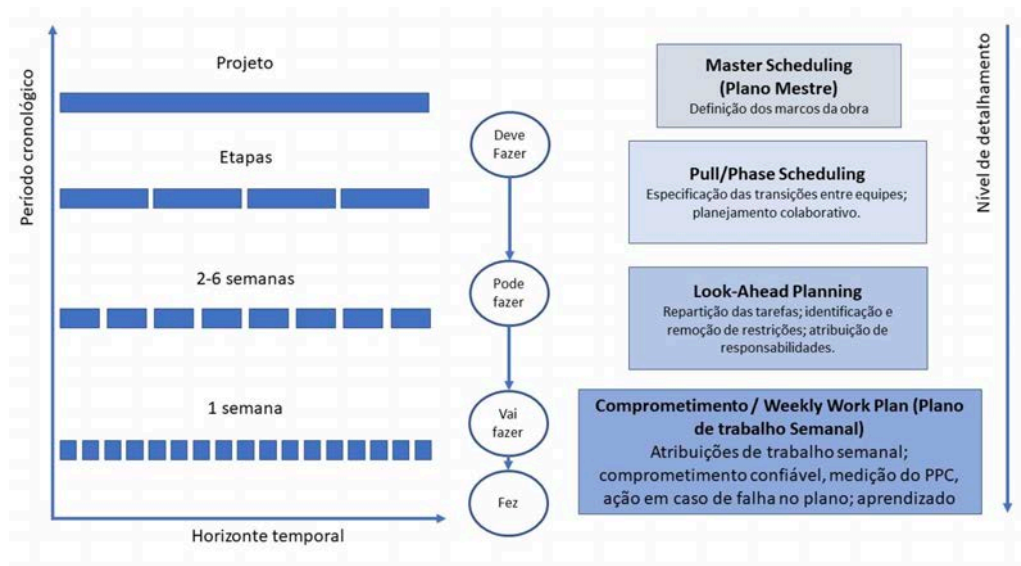 Período cronológico
Projeto
Etapas
2-6 semanas
1 semana
Horizonte temporal
Deve
Fazer
Pode
fazer
Vai
fazer
Fez
Master Scheduling
(Plano Mestre)
Definição dos marcos da obra
Pull/Phase Scheduling
Especificação das transições entre equipes;
planejamento colaborativo.
Look-Ahead Planning
Repartição das tarefas; identificação e
remoção de restrições; atribuição de
responsabilidades.
Comprometimento / Weekly Work Plan (Plano
de trabalho Semanal)
Atribuições de trabalho semanal;
comprometimento confiável, medição do PPC,
ação em caso de falha no plano; aprendizado
Nível de detalhamento